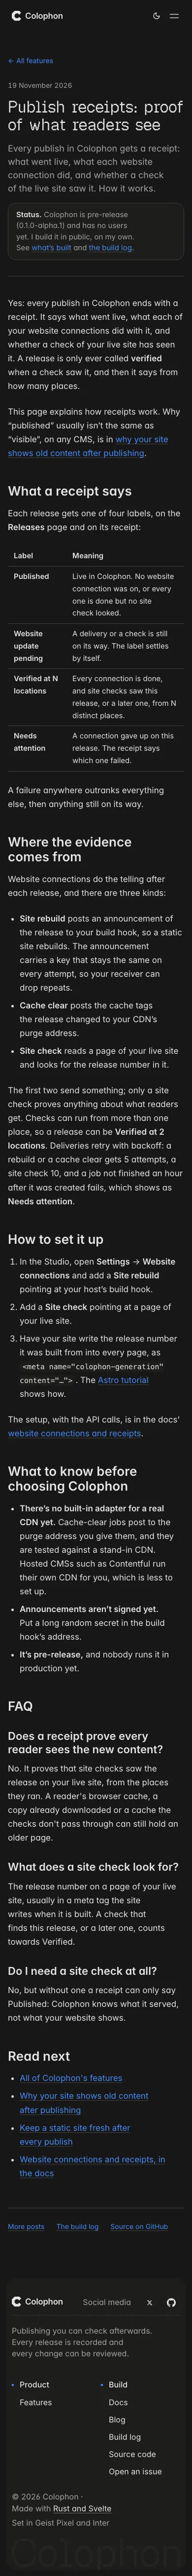 Colophon
← All features
19 November 2026
Publish receipts: proof
of what readers see
Every publish in Colophon gets a receipt:
what went live, what each website
connection did, and whether a check
of the live site saw it. How it works.
Status. Colophon is pre-release
(0.1.0-alpha.1) and has no users
yet. I build it in public, on my own.
See what's built and the build log.
Yes: every publish in Colophon ends with a
receipt. It says what went live, what each of
your website connections did with it, and
whether a check of your live site has seen
it. A release is only ever called verified
when a check saw it, and then it says from
how many places.
This page explains how receipts work. Why
“published” usually isn't the same as
“visible”, on any CMS, is in why your site
shows old content after publishing.
What a receipt says
Each release gets one of four labels, on the
Releases page and on its receipt:
Label Meaning
Published Live in Colophon. No website
connection was on, or every
one is done but no site
check looked.
Website A delivery or a check is still
update on its way. The label settles
pending by itself.
Verified at N Every connection is done,
locations and site checks saw this
release, or a later one, from N
distinct places.
Needs A connection gave up on this
attention release. The receipt says
which one failed.
A failure anywhere outranks everything
else, then anything still on its way.
Where the evidence
comes from
Website connections do the telling after
each release, and there are three kinds:
• Site rebuild posts an announcement of
the release to your build hook, so a static
site rebuilds. The announcement
carries a key that stays the same on
every attempt, so your receiver can
drop repeats.
• Cache clear posts the cache tags
the release changed to your CDN's
purge address.
• Site check reads a page of your live site
and looks for the release number in it.
The first two send something; only a site
check proves anything about what readers
get. Checks can run from more than one
place, so a release can be Verified at 2
locations. Deliveries retry with backoff: a
rebuild or a cache clear gets 5 attempts, a
site check 10, and a job not finished an hour
after it was created fails, which shows as
Needs attention.
How to set it up
1. In the Studio, open Settings → Website
connections and add a Site rebuild
pointing at your host's build hook.
2. Add a Site check pointing at a page of
your live site.
3. Have your site write the release number
it was built from into every page, as
<meta name="colophon-generation"
content="…"> . The Astro tutorial
shows how.
The setup, with the API calls, is in the docs'
website connections and receipts.
What to know before
choosing Colophon
• There's no built-in adapter for a real
CDN yet. Cache-clear jobs post to the
purge address you give them, and they
are tested against a stand-in CDN.
Hosted CMSs such as Contentful run
their own CDN for you, which is less to
set up.
• Announcements aren't signed yet.
Put a long random secret in the build
hook's address.
• It's pre-release, and nobody runs it in
production yet.
FAQ
Does a receipt prove every
reader sees the new content?
No. It proves that site checks saw the
release on your live site, from the places
they ran. A reader's browser cache, a
copy already downloaded or a cache the
checks don't pass through can still hold an
older page.
What does a site check look for?
The release number on a page of your live
site, usually in a meta tag the site
writes when it is built. A check that
finds this release, or a later one, counts
towards Verified.
Do I need a site check at all?
No, but without one a receipt can only say
Published: Colophon knows what it served,
not what your website shows.
Read next
• All of Colophon's features
• Why your site shows old content
after publishing
• Keep a static site fresh after
every publish
• Website connections and receipts, in
the docs
More posts The build log Source on GitHub
Colophon Social media
Publishing you can check afterwards.
Every release is recorded and
every change can be reviewed.
• Product • Build
Features Docs
Blog
Build log
Source code
Open an issue
© 2026 Colophon ·
Made with Rust and Svelte
Set in Geist Pixel and Inter
Colophon